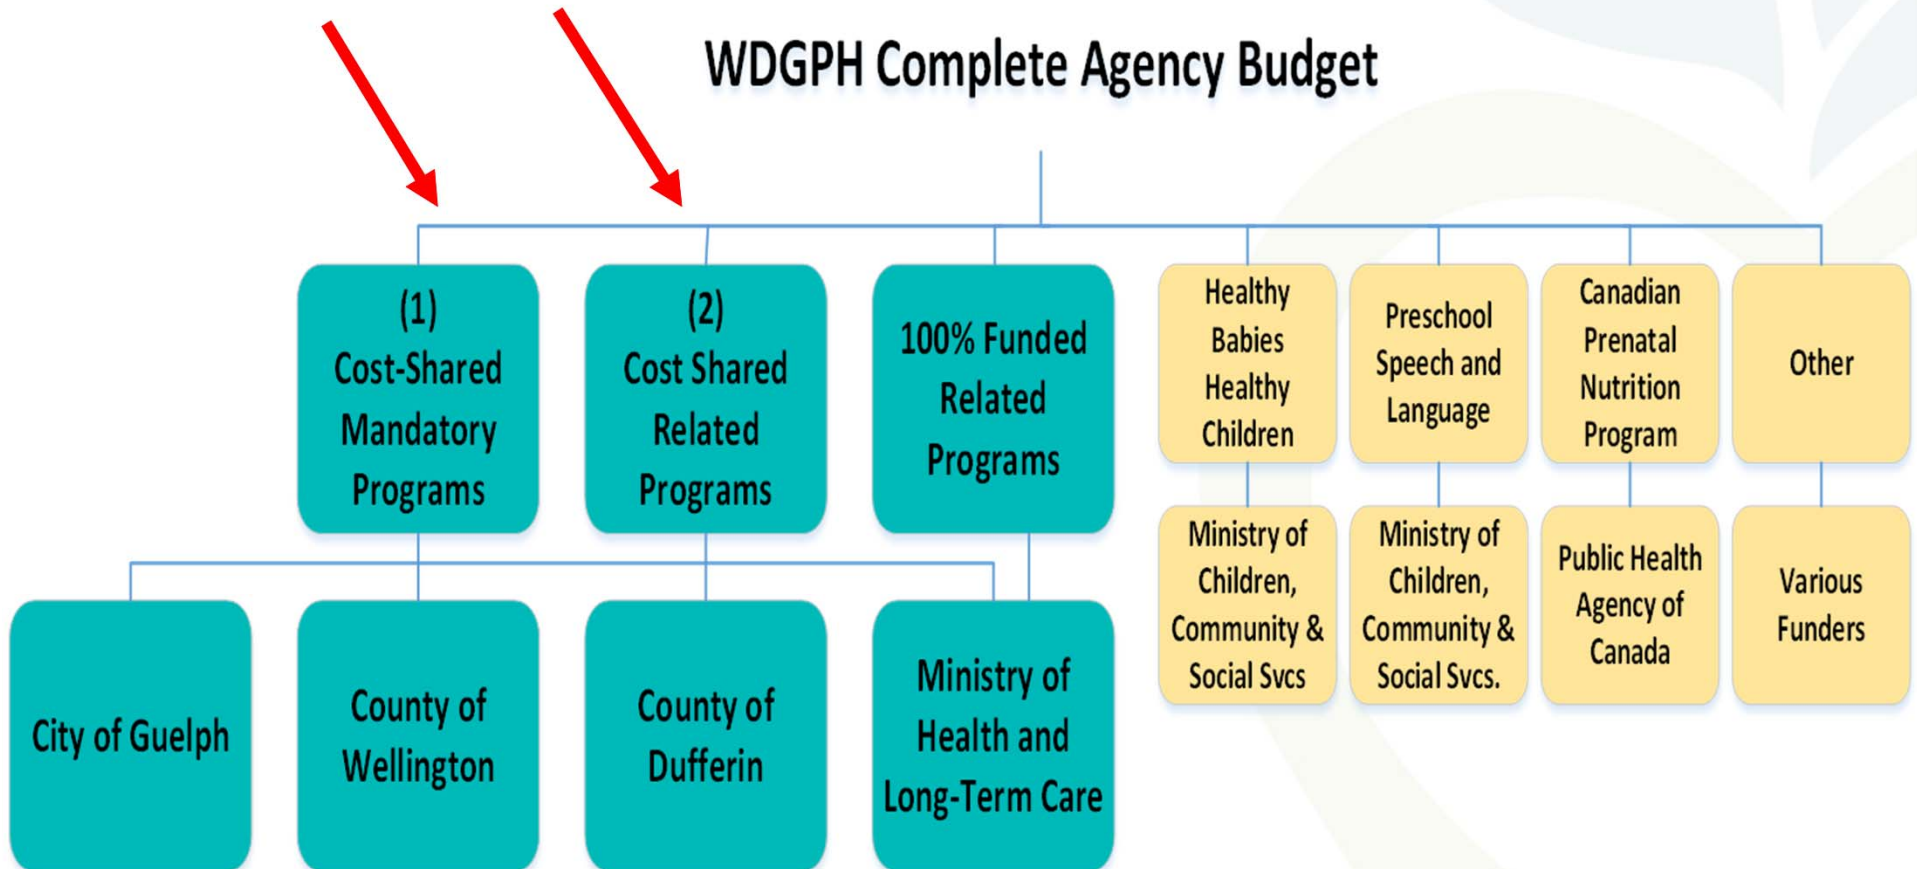 WDGPH Complete Agency Budget
(1)
Cost-Shared
Mandatory
Programs
(2)
Cost Shared
Related
Programs
100% Funded
Related
Programs
Healthy
Babies
Healthy
Children
Preschool
Speech and
Language
Canadian
Prenatal
Nutrition
Program
Other
City of Guelph
County of
Wellington
County of
Dufferin
Ministry of
Health and
Long-Term Care
Ministry of
Children,
Community &
Social Svcs
Ministry of
Children,
Community &
Social Svcs.
Public Health
Agency of
Canada
Various
Funders